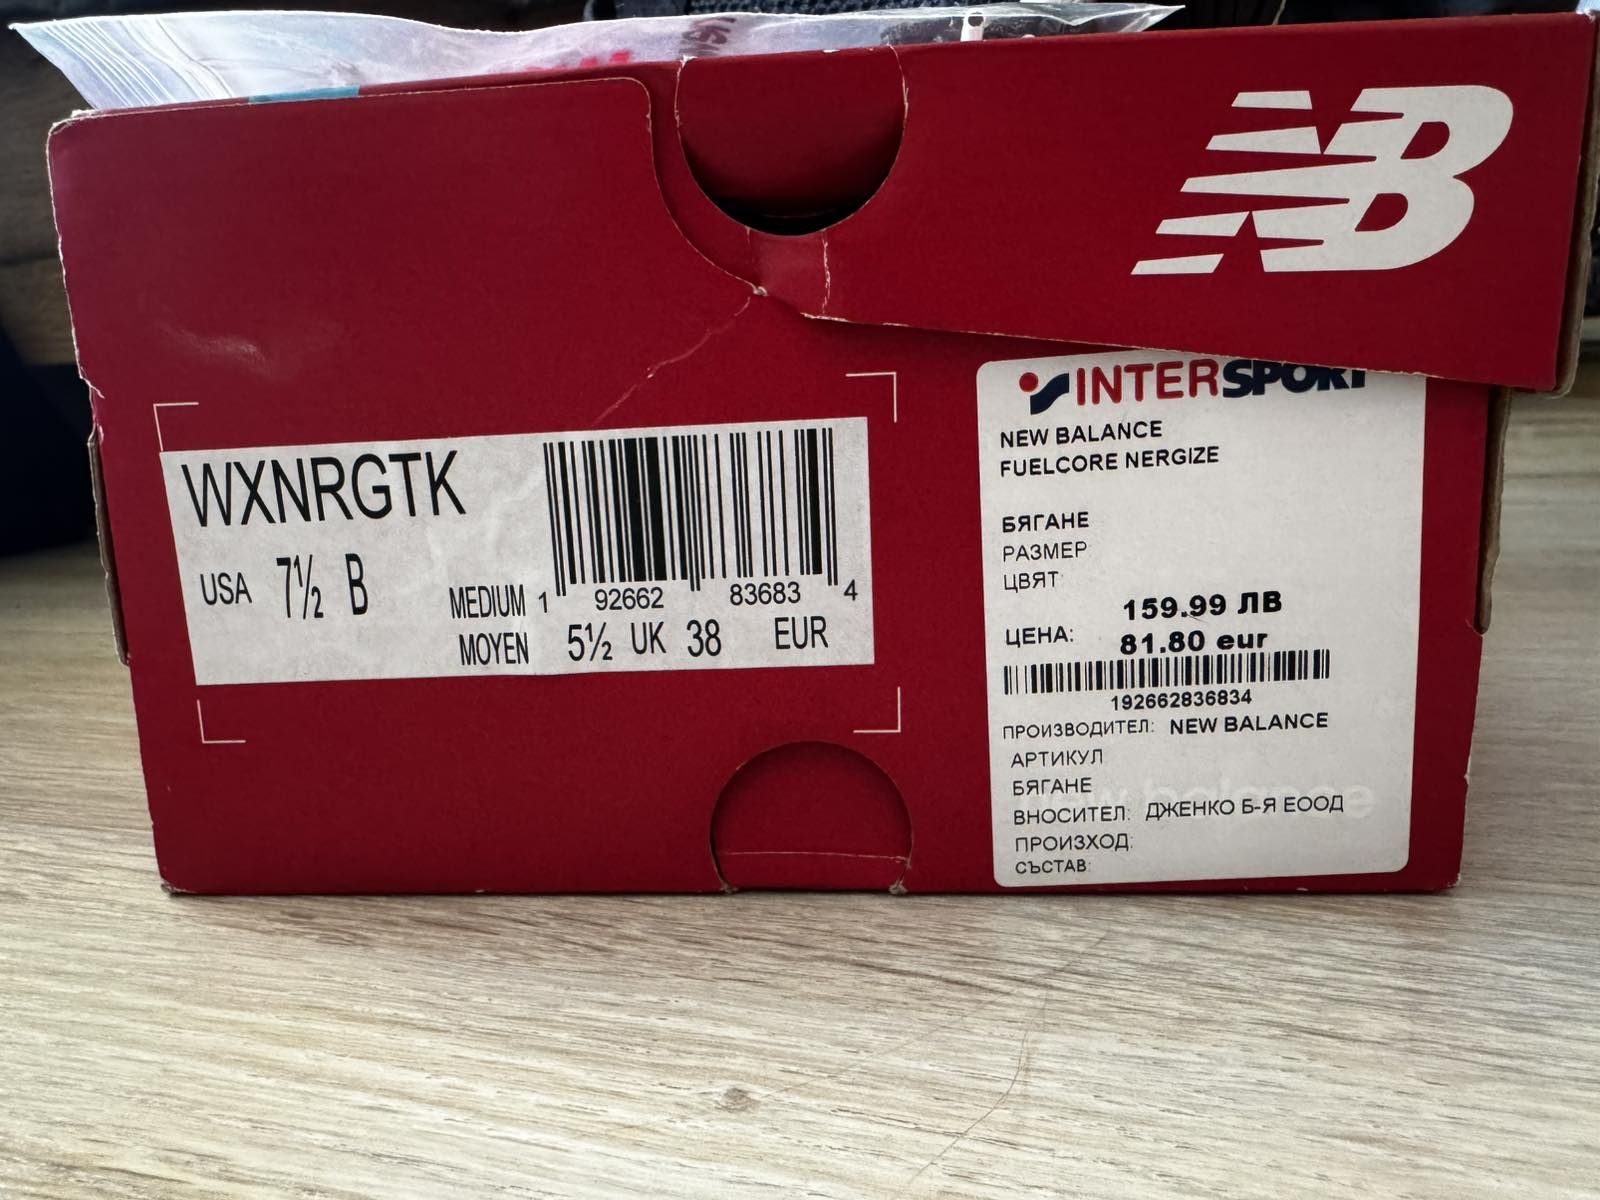 NB
WXNRGTK
USA 7½ B
MEDIUM
MOYEN
1 92662 83683 4
5½ UK 38 EUR
INTERSPORT
NEW BALANCE
FUELCORE NERGIZE
БЯГАНЕ
РАЗМЕР
ЦВЯТ
159.99 ЛВ
ЦЕНА: 81.80 eur
192662836834
ПРОИЗВОДИТЕЛ: NEW BALANCE
АРТИКУЛ
БЯГАНЕ
ВНОСИТЕЛ: ДЖЕНКО Б-Я ЕООД
ПРОИЗХОД:
СЪСТАВ: